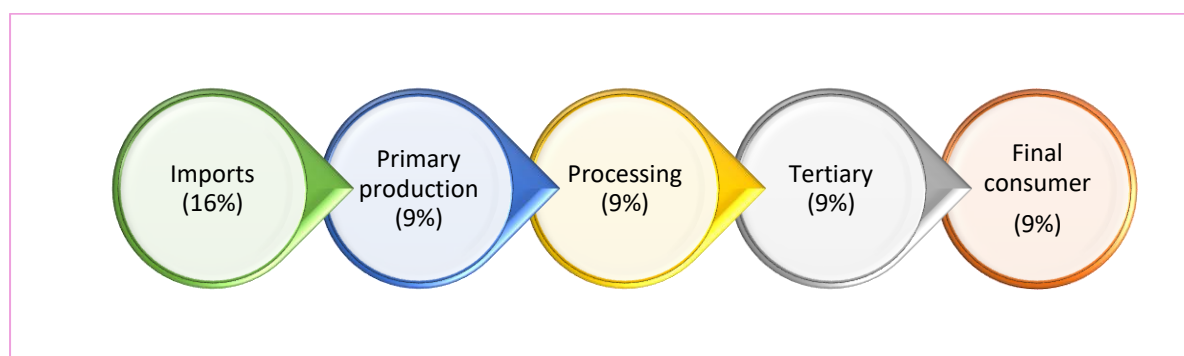 Imports
(16%)
Primary
production
(9%)
Processing
(9%)
Tertiary
(9%)
Final
consumer
(9%)